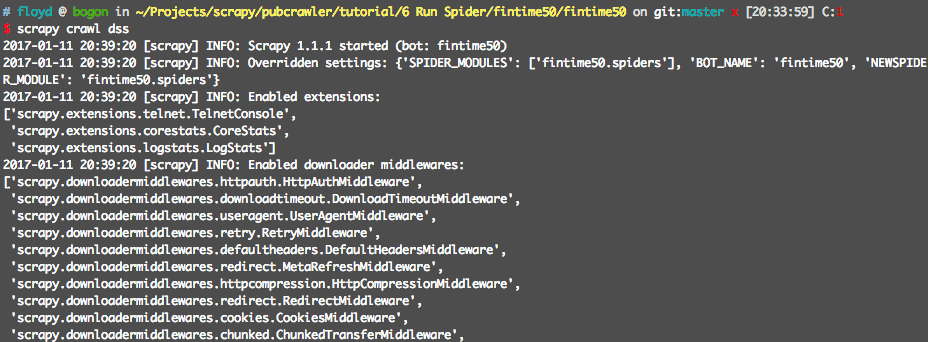 # floyd @ bogon in ~/Projects/scrapy/pubcrawler/tutorial/6 Run Spider/fintime50/fintime50 on git:master x [20:33:59] C:1
$ scrapy crawl dss
2017-01-11 20:39:20 [scrapy] INFO: Scrapy 1.1.1 started (bot: fintime50)
2017-01-11 20:39:20 [scrapy] INFO: Overridden settings: {'SPIDER_MODULES': ['fintime50.spiders'], 'BOT_NAME': 'fintime50', 'NEWSPIDE
R_MODULE': 'fintime50.spiders'}
2017-01-11 20:39:20 [scrapy] INFO: Enabled extensions:
['scrapy.extensions.telnet.TelnetConsole',
 'scrapy.extensions.corestats.CoreStats',
 'scrapy.extensions.logstats.LogStats']
2017-01-11 20:39:20 [scrapy] INFO: Enabled downloader middlewares:
['scrapy.downloadermiddlewares.httpauth.HttpAuthMiddleware',
 'scrapy.downloadermiddlewares.downloadtimeout.DownloadTimeoutMiddleware',
 'scrapy.downloadermiddlewares.useragent.UserAgentMiddleware',
 'scrapy.downloadermiddlewares.retry.RetryMiddleware',
 'scrapy.downloadermiddlewares.defaultheaders.DefaultHeadersMiddleware',
 'scrapy.downloadermiddlewares.redirect.MetaRefreshMiddleware',
 'scrapy.downloadermiddlewares.httpcompression.HttpCompressionMiddleware',
 'scrapy.downloadermiddlewares.redirect.RedirectMiddleware',
 'scrapy.downloadermiddlewares.cookies.CookiesMiddleware',
 'scrapy.downloadermiddlewares.chunked.ChunkedTransferMiddleware',